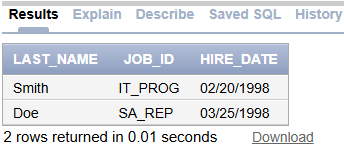 Results Explain Describe Saved SQL History
LAST_NAME JOB_ID HIRE_DATE
Smith IT_PROG 02/20/1998
Doe SA_REP 03/25/1998
2 rows returned in 0.01 seconds Download